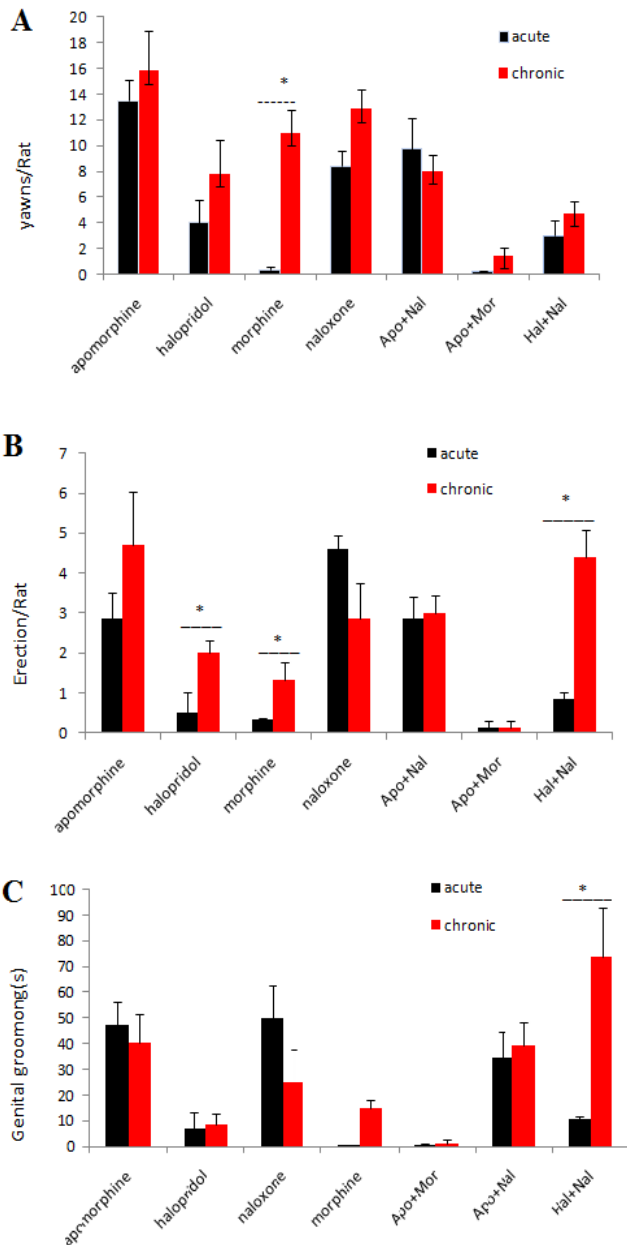 A
20
18
16
14
12
10
8
6
4
2
0
yawns/Rat
acute
chronic
*
apomorphine
halopridol
morphine
naloxone
Apo+Nal
Apo+Mor
Hal+Nal
B
7
6
5
4
3
2
1
0
Erection/Rat
acute
chronic
*
*
*
apomorphine
halopridol
morphine
naloxone
Apo+Nal
Apo+Mor
Hal+Nal
C
100
90
80
70
60
50
40
30
20
10
0
Genital groomong(s)
acute
chronic
*
apomorphine
halopridol
naloxone
morphine
Apo+Mor
Apo+Nal
Hal+Nal